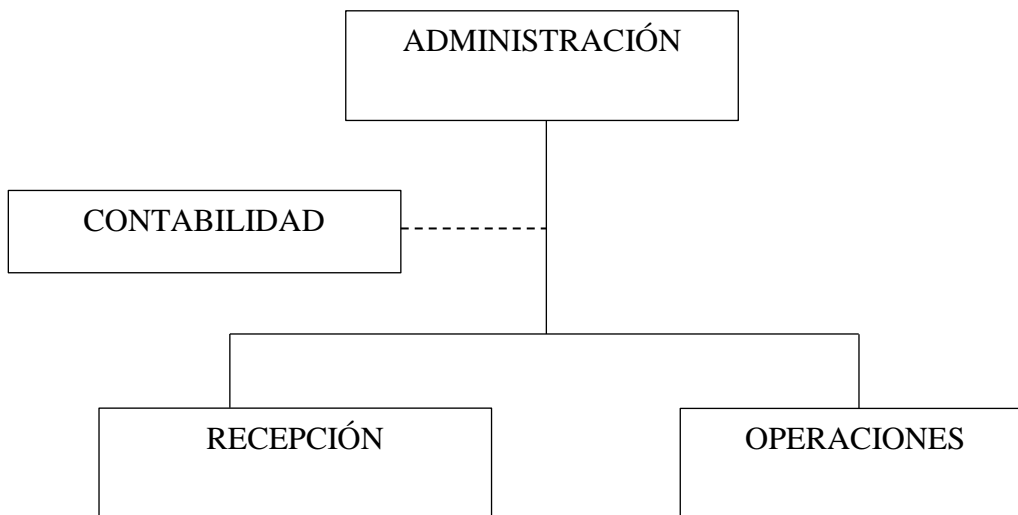 ADMINISTRACIÓN
CONTABILIDAD
RECEPCIÓN
OPERACIONES